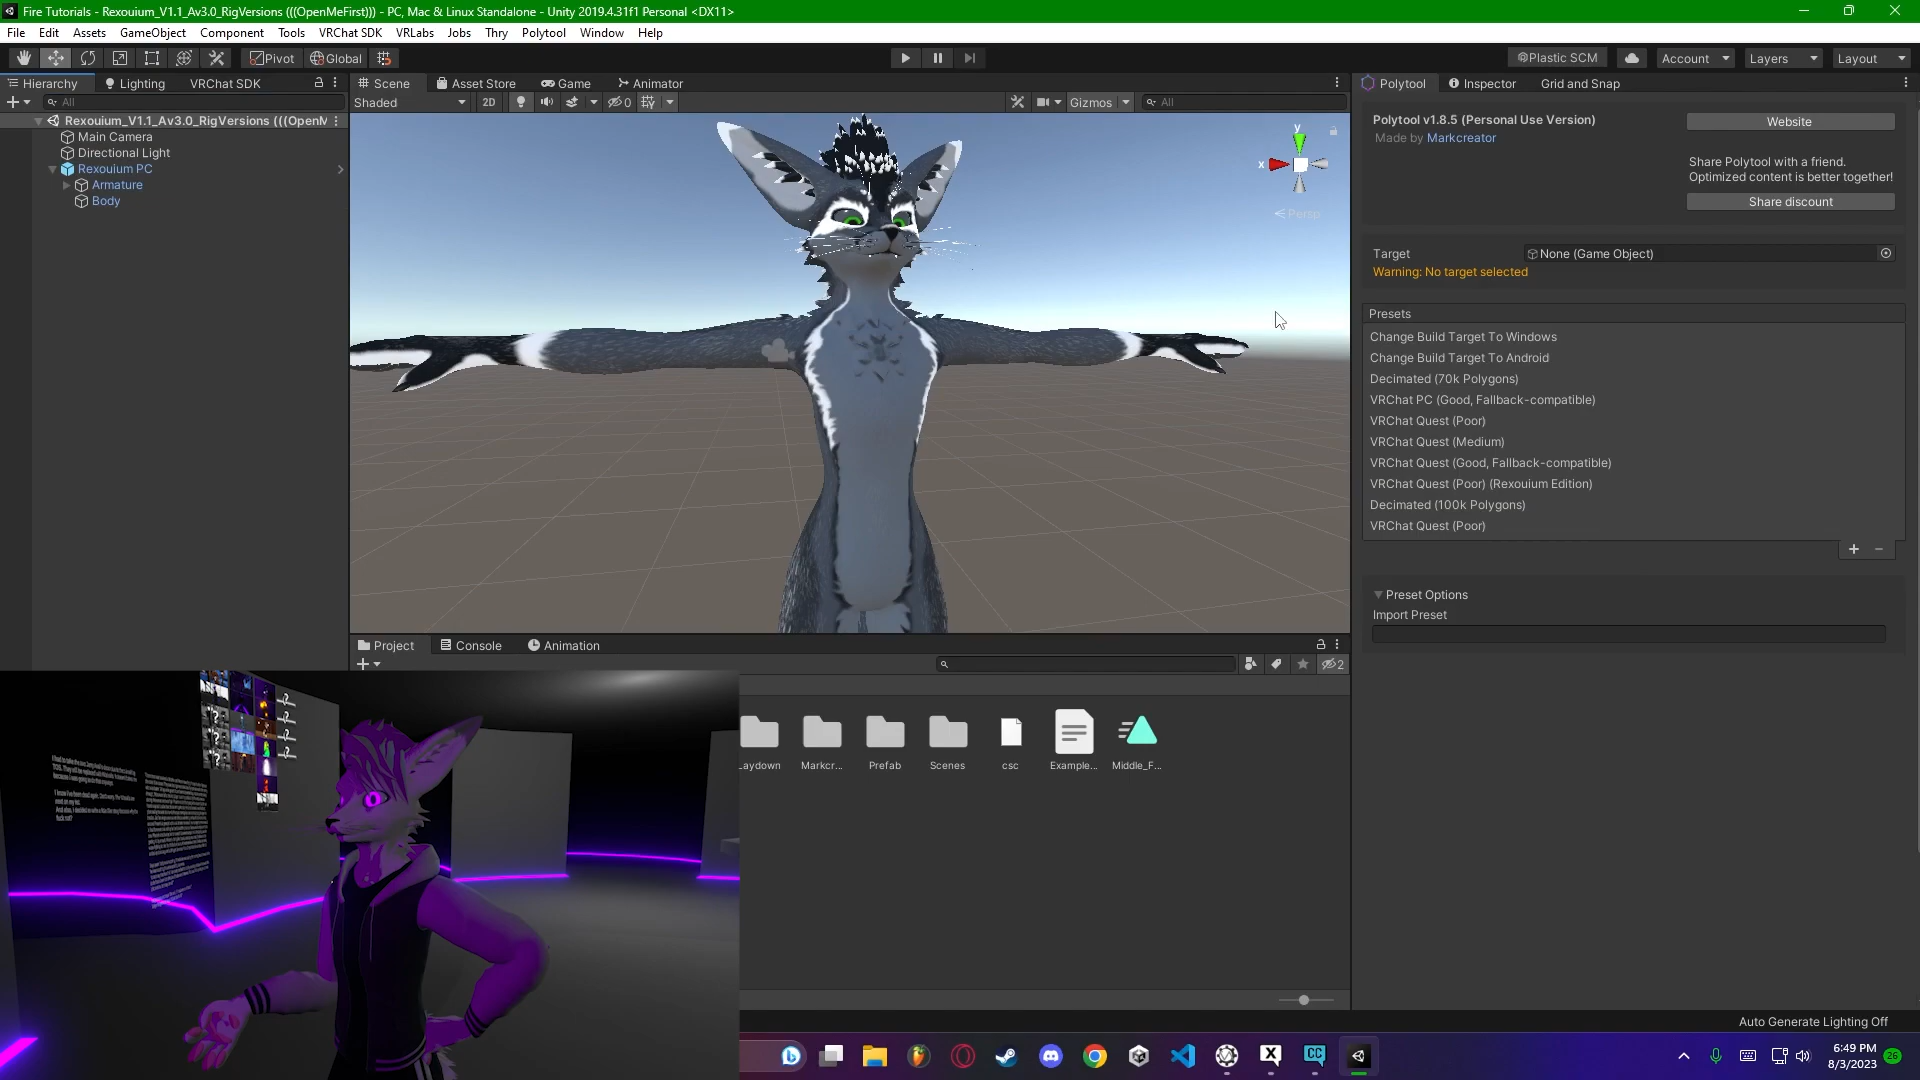 Fire Tutorials - Rexouium_V1.1_Av3.0_RigVersions (((OpenMeFirst))) - PC, Mac & Linux Standalone - Unity 2019.4.31f1 Personal <DX11>
File Edit Assets GameObject Component Tools VRChat SDK VRLabs Jobs Thry Polytool Window Help
Pivot Global Plastic SCM Account Layers Layout
Hierarchy Lighting VRChat SDK Scene Asset Store Game Animator Polytool Inspector Grid and Snap
All Shaded 2D 0 Gizmos All
Rexouium_V1.1_Av3.0_RigVersions (((OpenM
Main Camera
Directional Light
Rexouium PC
Armature
Body
y
x
Persp
Polytool v1.8.5 (Personal Use Version)
Made by Markcreator
Website
Share Polytool with a friend.
Optimized content is better together!
Share discount
Target None (Game Object)
Warning: No target selected
Presets
Change Build Target To Windows
Change Build Target To Android
Decimated (70k Polygons)
VRChat PC (Good, Fallback-compatible)
VRChat Quest (Poor)
VRChat Quest (Medium)
VRChat Quest (Good, Fallback-compatible)
VRChat Quest (Poor) (Rexouium Edition)
Decimated (100k Polygons)
VRChat Quest (Poor)
Preset Options
Import Preset
Project Console Animation
2
Laydown Markcr... Prefab Scenes csc Example... Middle_F...
Auto Generate Lighting Off
CC
6:49 PM
8/3/2023
26